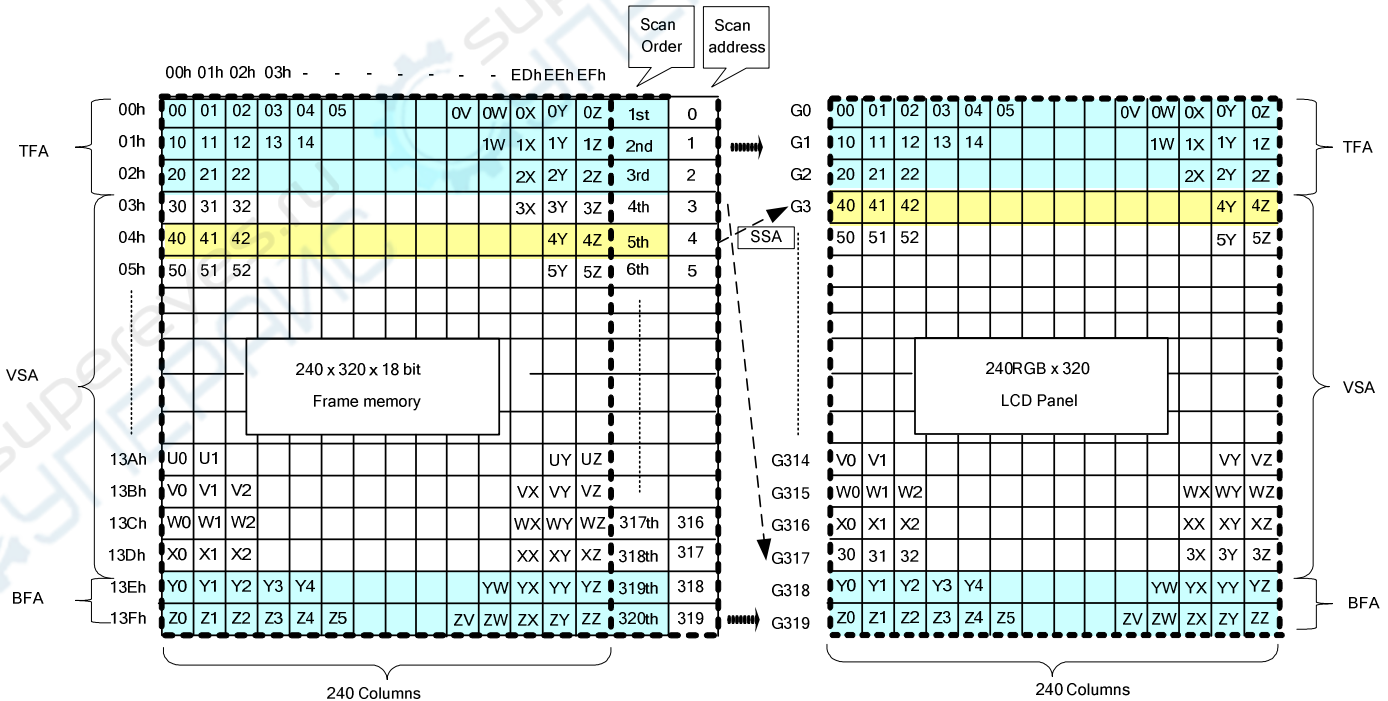 Scan Order
Scan address
00h 01h 02h 03h - - - - - - - EDh EEh EFh
00h 00 01 02 03 04 05 0V 0W 0X 0Y 0Z 1st 0 G0 00 01 02 03 04 05 0V 0W 0X 0Y 0Z
01h 10 11 12 13 14 1W 1X 1Y 1Z 2nd 1 G1 10 11 12 13 14 1W 1X 1Y 1Z
TFA TFA
02h 20 21 22 2X 2Y 2Z 3rd 2 G2 20 21 22 2X 2Y 2Z
03h 30 31 32 3X 3Y 3Z 4th 3 G3 40 41 42 4Y 4Z
04h 40 41 42 4Y 4Z 5th 4 SSA 50 51 52 5Y 5Z
05h 50 51 52 5Y 5Z 6th 5
VSA VSA
240 x 320 x 18 bit
Frame memory
240RGB x 320
LCD Panel
13Ah U0 U1 UY UZ G314 V0 V1 VY VZ
13Bh V0 V1 V2 VX VY VZ G315 W0 W1 W2 WX WY WZ
13Ch W0 W1 W2 WX WY WZ 317th 316 G316 X0 X1 X2 XX XY XZ
13Dh X0 X1 X2 XX XY XZ 318th 317 G317 30 31 32 3X 3Y 3Z
13Eh Y0 Y1 Y2 Y3 Y4 YW YX YY YZ 319th 318 G318 Y0 Y1 Y2 Y3 Y4 YW YX YY YZ
BFA BFA
13Fh Z0 Z1 Z2 Z3 Z4 Z5 ZV ZW ZX ZY ZZ 320th 319 G319 Z0 Z1 Z2 Z3 Z4 Z5 ZV ZW ZX ZY ZZ
240 Columns
240 Columns
supereyes.ru
СУПЕРАЙС